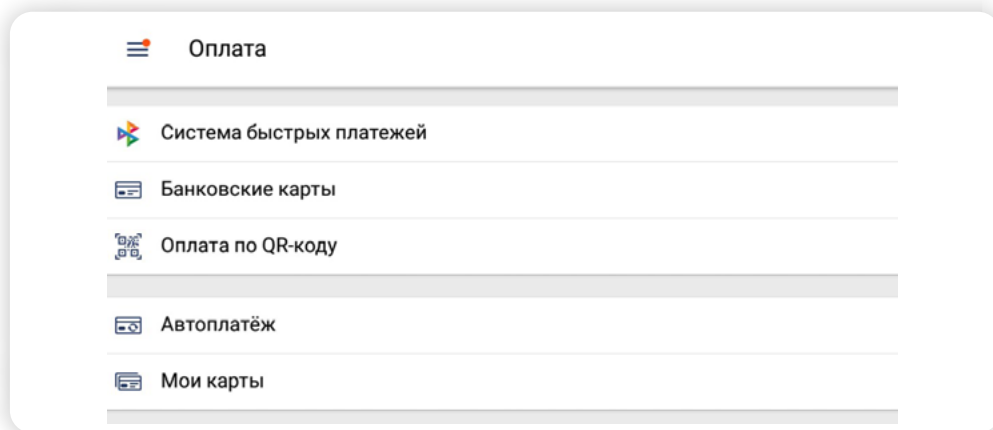 Оплата
Система быстрых платежей
Банковские карты
Оплата по QR-коду
Автоплатёж
Мои карты